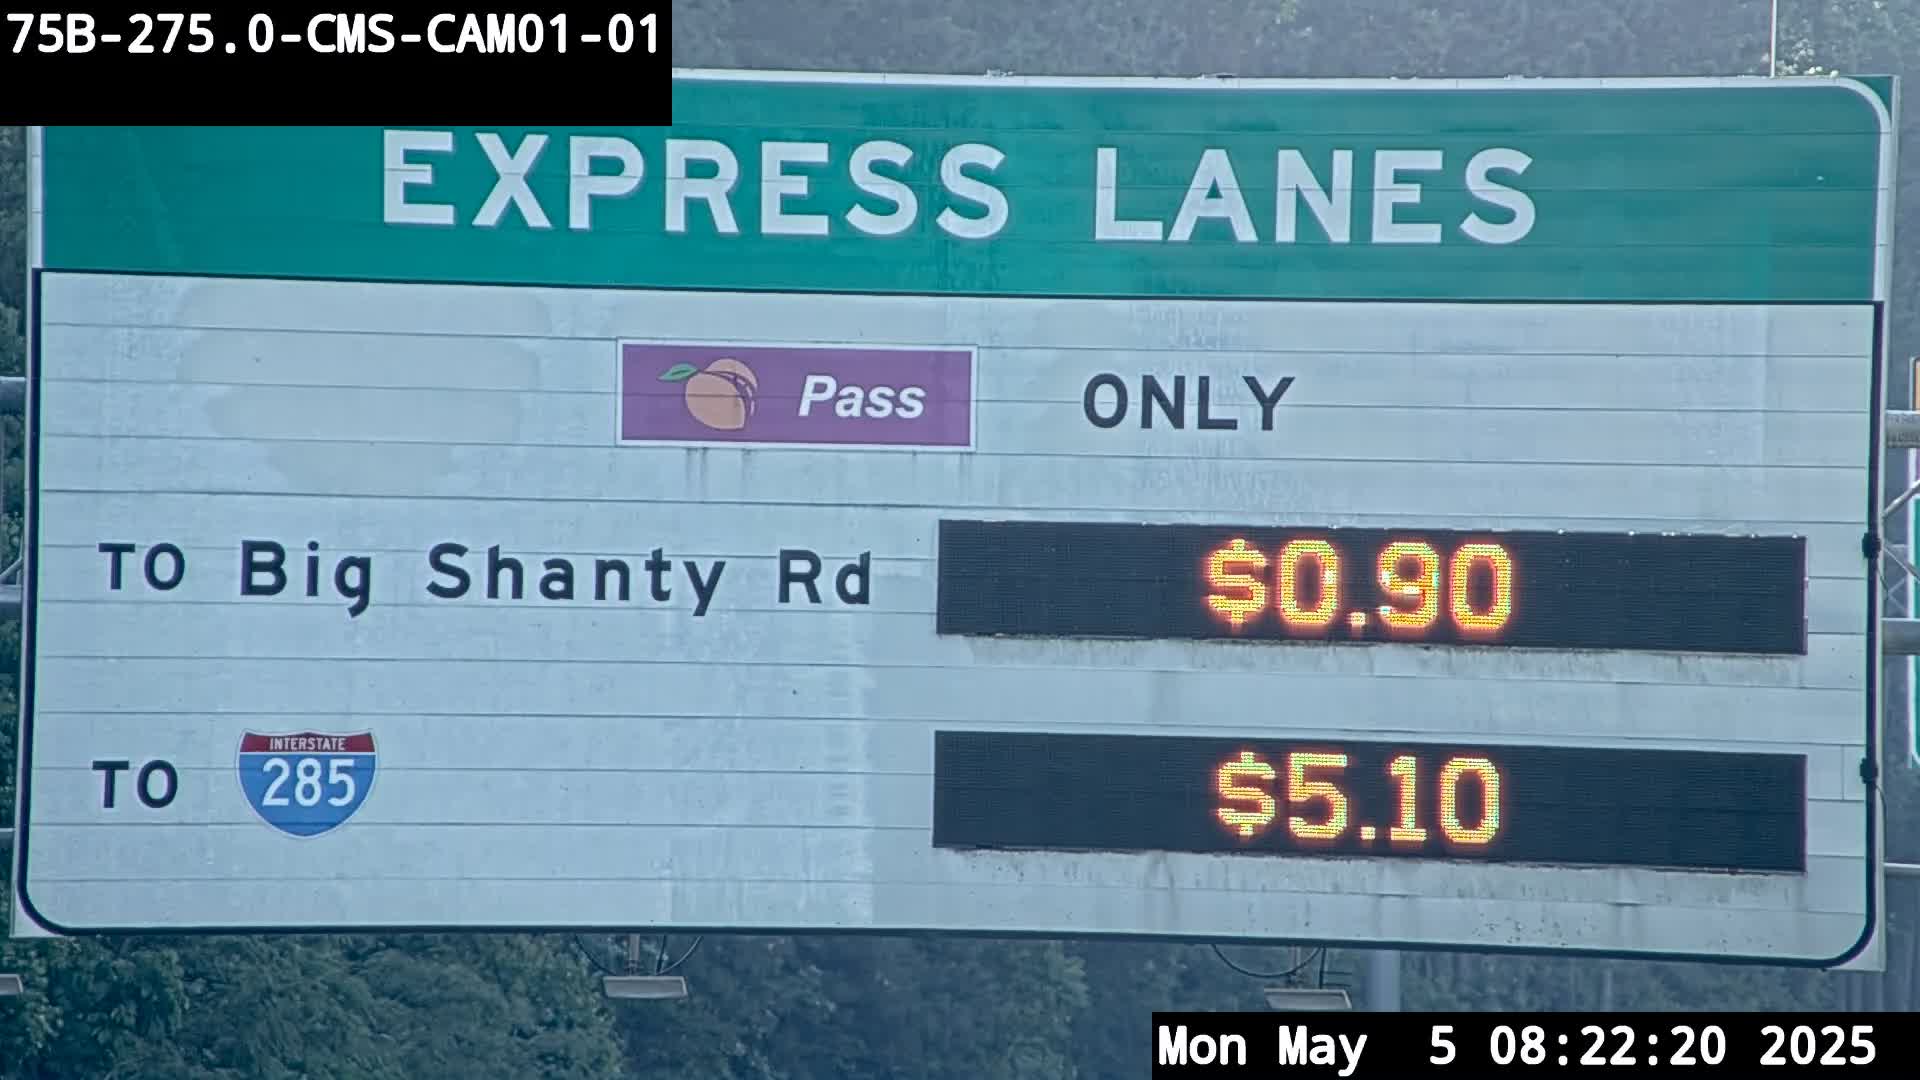 75B-275.0-CMS-CAM01-01
EXPRESS LANES
Pass ONLY
TO Big Shanty Rd $0.90
TO INTERSTATE 285 $5.10
Mon May 5 08:22:20 2025